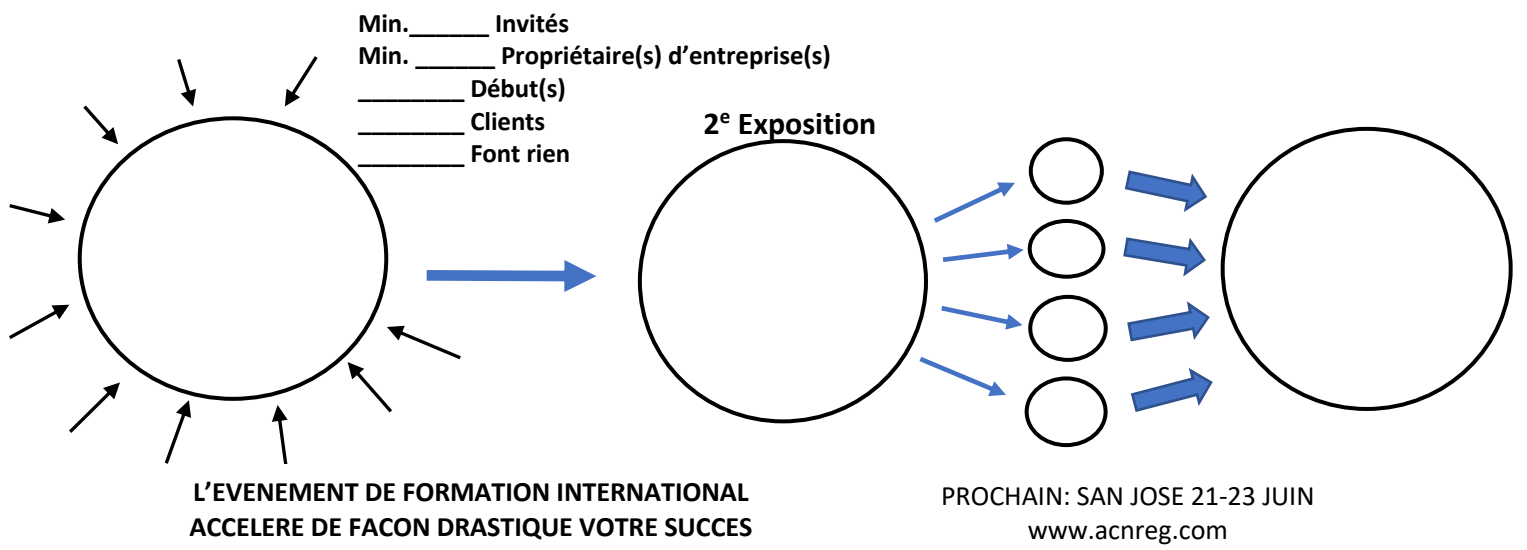 Min.______ Invités
Min. ______ Propriétaire(s) d’entreprise(s)
________ Début(s)
________ Clients
________ Font rien
2e Exposition
L’EVENEMENT DE FORMATION INTERNATIONAL
ACCELERE DE FACON DRASTIQUE VOTRE SUCCES
PROCHAIN: SAN JOSE 21-23 JUIN
www.acnreg.com